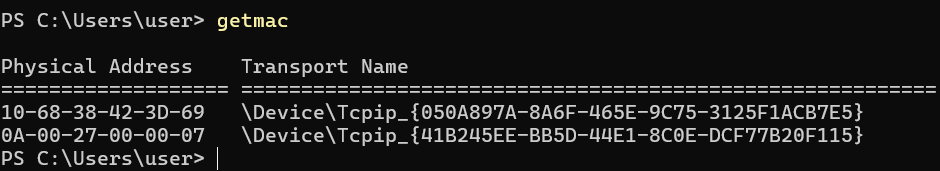 PS C:\Users\user> getmac
Physical Address    Transport Name
=================== ==========================================================
10-68-38-42-3D-69   \Device\Tcpip_{050A897A-8A6F-465E-9C75-3125F1ACB7E5}
0A-00-27-00-00-07   \Device\Tcpip_{41B245EE-BB5D-44E1-8C0E-DCF77B20F115}
PS C:\Users\user>